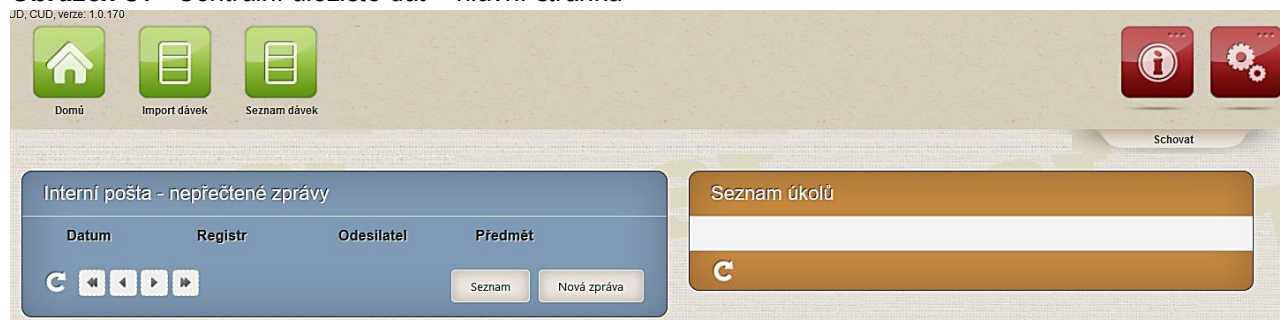 UD, CUD, verze: 1.0.170
Domů
Import dávek
Seznam dávek
Schovat
Interní pošta - nepřečtené zprávy
Datum Registr Odesilatel Předmět
Seznam
Nová zpráva
Seznam úkolů